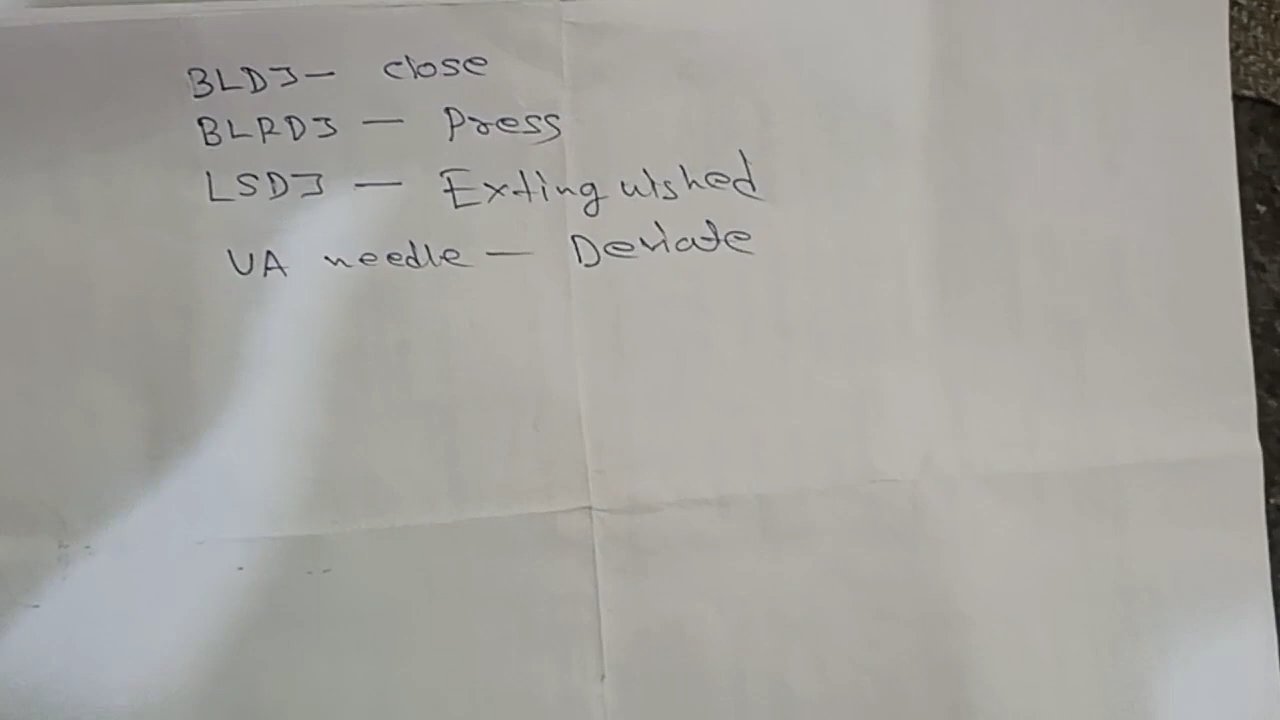 BLDJ- close
BLRDJ - Press
LSDJ - Extinguished
UA needle - Deviate